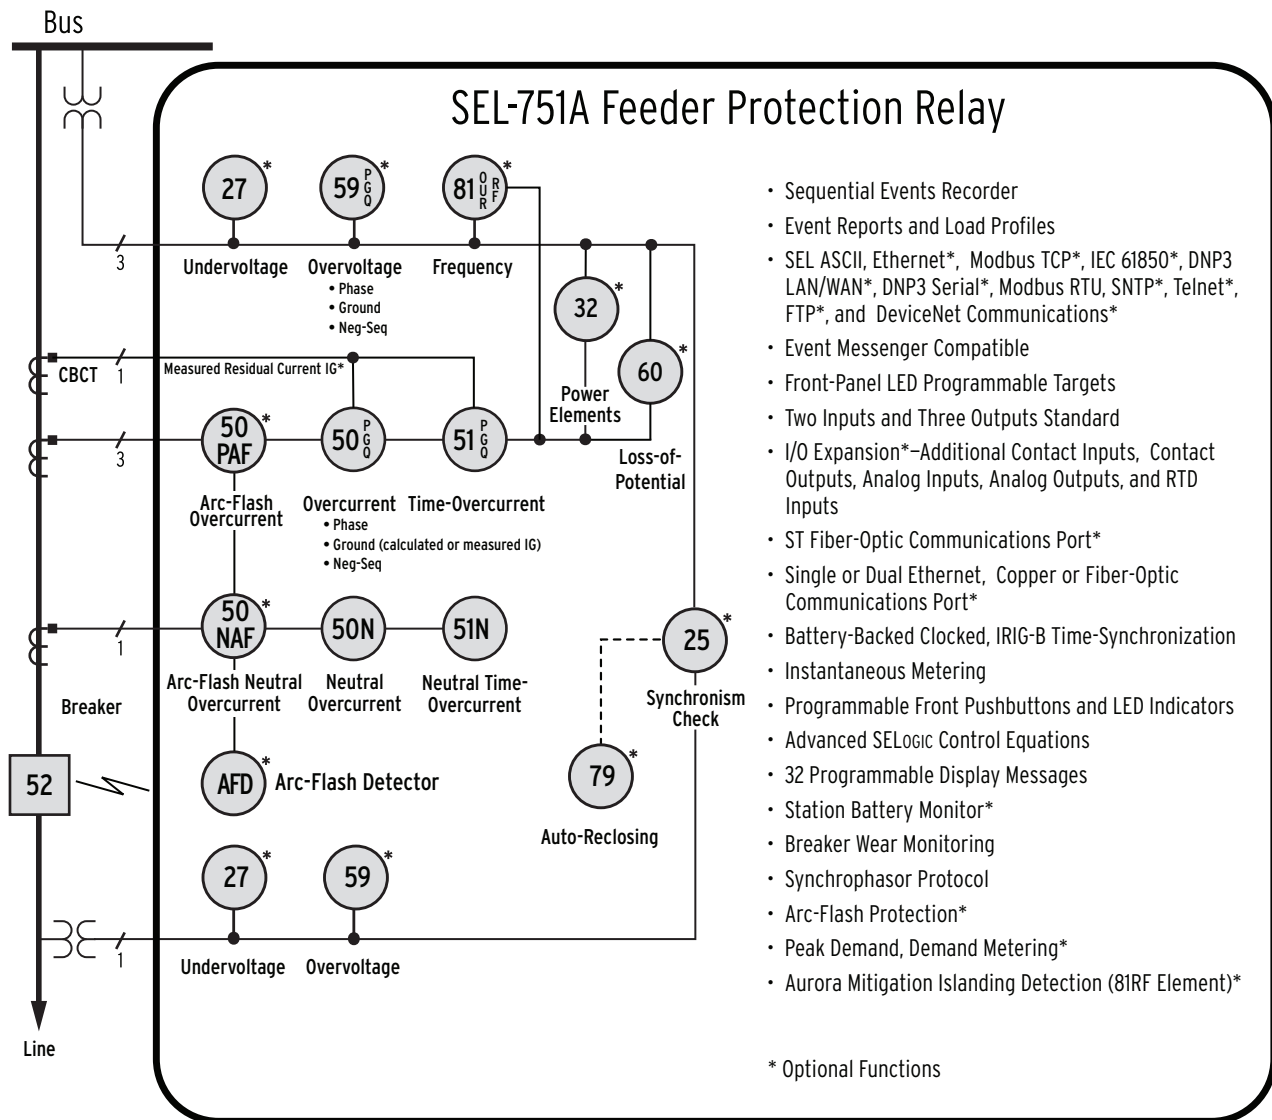 Bus
SEL-751A Feeder Protection Relay
27 *
59 P G Q *
81 O U R RF *
3
Undervoltage
Overvoltage
• Phase
• Ground
• Neg-Seq
Frequency
32 *
60 *
Power
Elements
Loss-of-
Potential
CBCT
1
Measured Residual Current IG*
3
50
PAF *
50 P G Q
51 P G Q
Arc-Flash
Overcurrent
Overcurrent
• Phase
• Ground (calculated or measured IG)
• Neg-Seq
Time-Overcurrent
1
50
NAF *
50N
51N
25 *
Arc-Flash Neutral
Overcurrent
Neutral
Overcurrent
Neutral Time-
Overcurrent
Synchronism
Check
Breaker
52
AFD *
Arc-Flash Detector
79 *
Auto-Reclosing
27 *
59 *
1
Undervoltage
Overvoltage
Line
• Sequential Events Recorder
• Event Reports and Load Profiles
• SEL ASCII, Ethernet*, Modbus TCP*, IEC 61850*, DNP3
LAN/WAN*, DNP3 Serial*, Modbus RTU, SNTP*, Telnet*,
FTP*, and DeviceNet Communications*
• Event Messenger Compatible
• Front-Panel LED Programmable Targets
• Two Inputs and Three Outputs Standard
• I/O Expansion*–Additional Contact Inputs, Contact
Outputs, Analog Inputs, Analog Outputs, and RTD
Inputs
• ST Fiber-Optic Communications Port*
• Single or Dual Ethernet, Copper or Fiber-Optic
Communications Port*
• Battery-Backed Clocked, IRIG-B Time-Synchronization
• Instantaneous Metering
• Programmable Front Pushbuttons and LED Indicators
• Advanced SELOGIC Control Equations
• 32 Programmable Display Messages
• Station Battery Monitor*
• Breaker Wear Monitoring
• Synchrophasor Protocol
• Arc-Flash Protection*
• Peak Demand, Demand Metering*
• Aurora Mitigation Islanding Detection (81RF Element)*
* Optional Functions